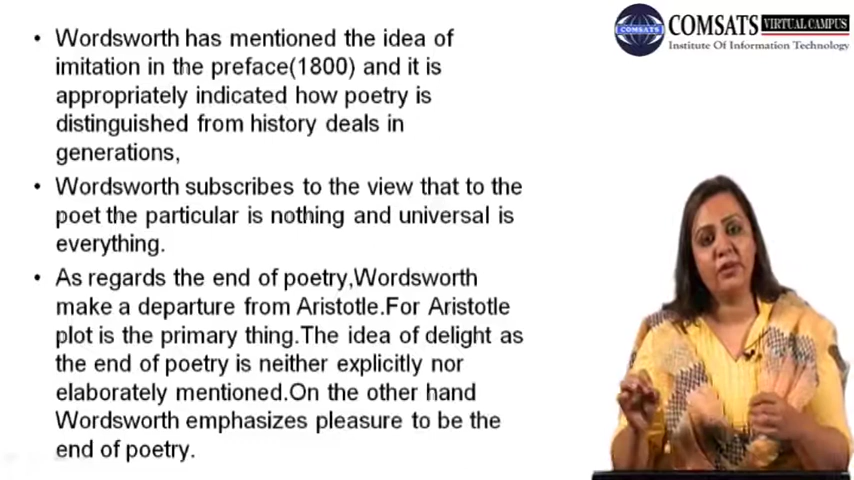 • Wordsworth has mentioned the idea of
imitation in the preface(1800) and it is
appropriately indicated how poetry is
distinguished from history deals in
generations,
• Wordsworth subscribes to the view that to the
poet the particular is nothing and universal is
everything.
• As regards the end of poetry,Wordsworth
make a departure from Aristotle.For Aristotle
plot is the primary thing.The idea of delight as
the end of poetry is neither explicitly nor
elaborately mentioned.On the other hand
Wordsworth emphasizes pleasure to be the
end of poetry.
COMSATS
COMSATS VIRTUAL CAMPUS
Institute Of Information Technology